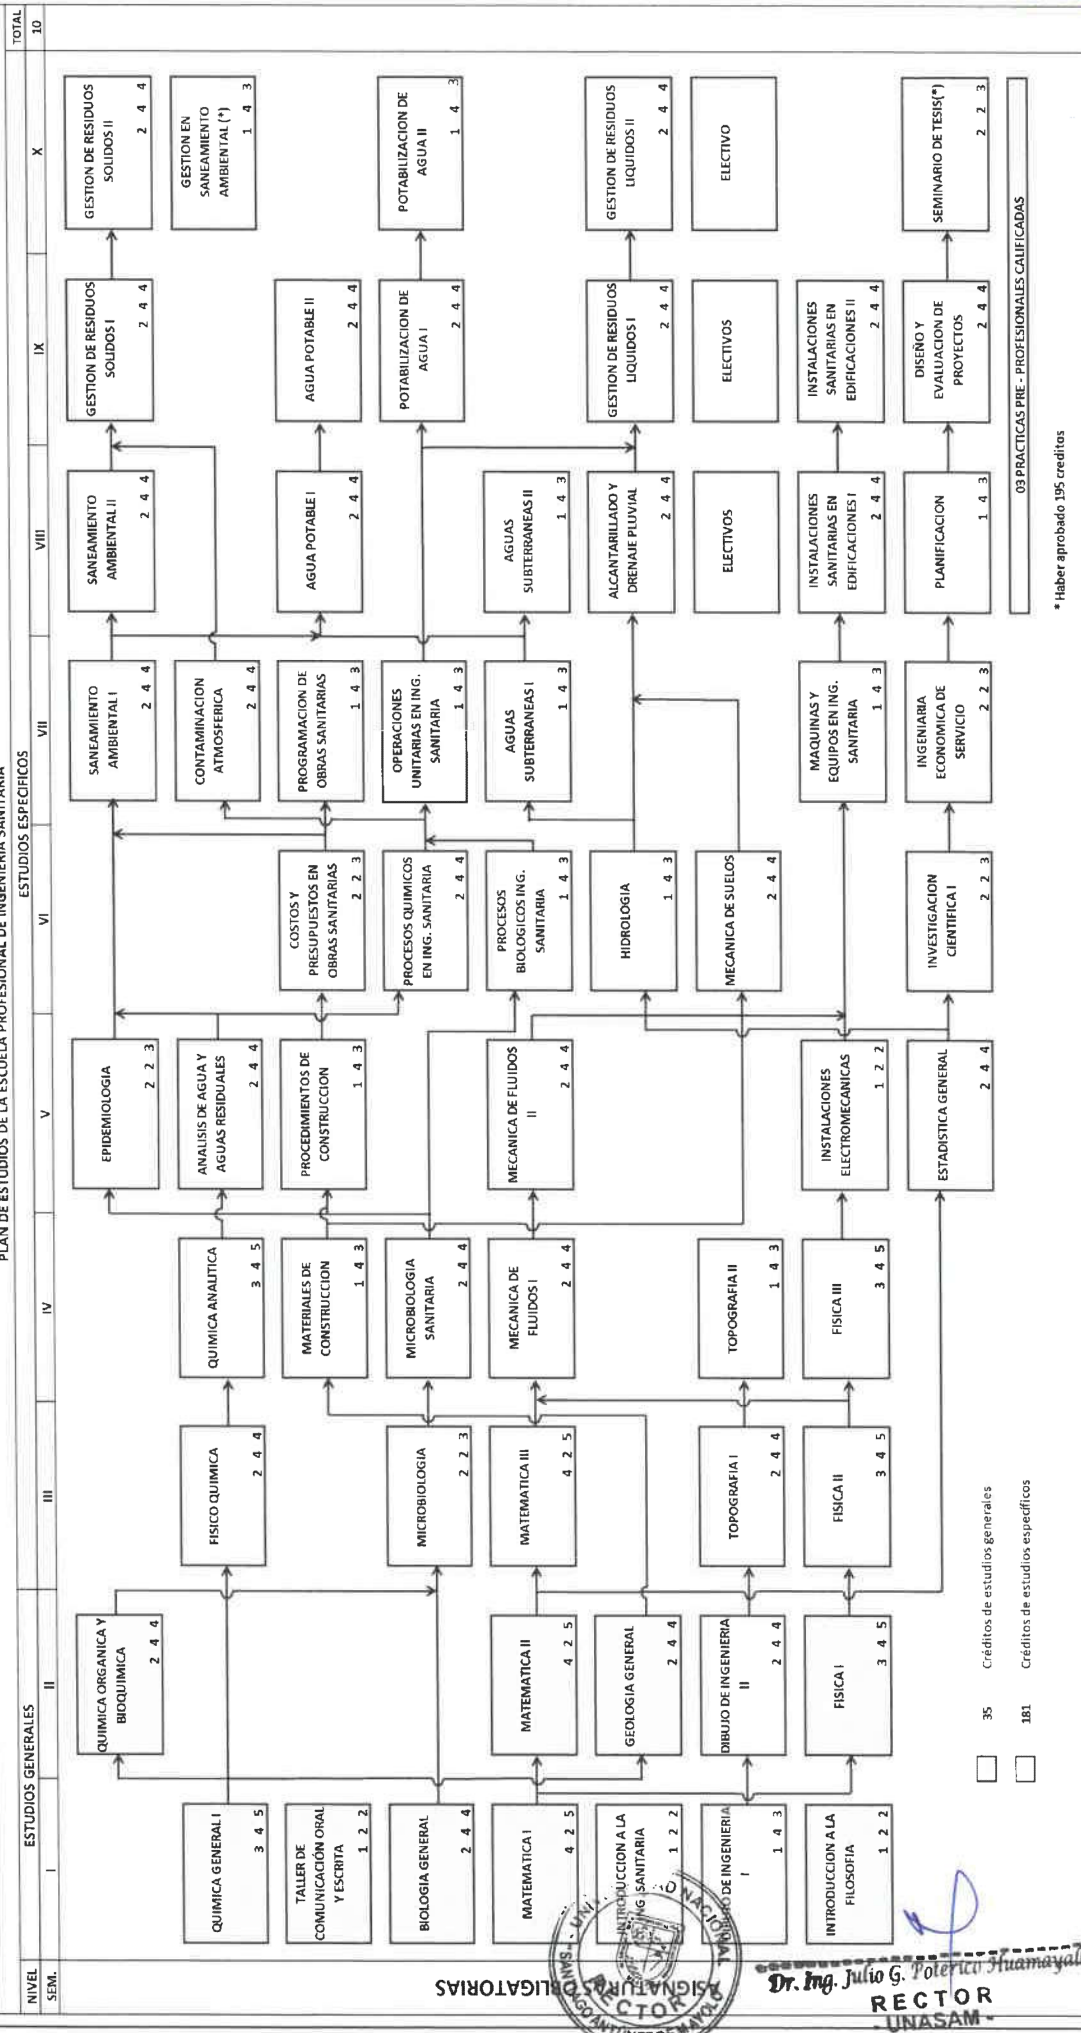 PLAN DE ESTUDIOS DE LA ESCUELA PROFESIONAL DE INGENIERIA SANITARIA
NIVEL
ESTUDIOS GENERALES
ESTUDIOS ESPECIFICOS
TOTAL
SEM.
I
II
III
IV
V
VI
VII
VIII
IX
X
10
ASIGNATURAS OBLIGATORIAS
QUIMICA GENERAL I
3 4 5
TALLER DE
COMUNICACIÓN ORAL
Y ESCRITA
1 2 2
BIOLOGIA GENERAL
2 4 4
MATEMATICA I
4 2 5
INTRODUCCION A LA
ING. SANITARIA
1 2 2
DE INGENIERIA
I
1 4 3
INTRODUCCION A LA
FILOSOFIA
1 2 2
QUIMICA ORGANICA Y
BIOQUIMICA
2 4 4
MATEMATICA II
4 2 5
GEOLOGIA GENERAL
2 4 4
DIBUJO DE INGENIERIA
II
2 4 4
FISICA I
3 4 5
FISICO QUIMICA
2 4 4
MICROBIOLOGIA
2 2 3
MATEMATICA III
4 2 5
TOPOGRAFIA I
2 4 4
FISICA II
3 4 5
QUIMICA ANALITICA
3 4 5
MATERIALES DE
CONSTRUCCION
1 4 3
MICROBIOLOGIA
SANITARIA
2 4 4
MECANICA DE
FLUIDOS I
2 4 4
TOPOGRAFIA II
1 4 3
FISICA III
3 4 5
EPIDEMIOLOGIA
2 2 3
ANALISIS DE AGUA Y
AGUAS RESIDUALES
2 4 4
PROCEDIMIENTOS DE
CONSTRUCCION
1 4 3
MECANICA DE FLUIDOS
II
2 4 4
INSTALACIONES
ELECTROMECANICAS
1 2 2
ESTADISTICA GENERAL
2 4 4
COSTOS Y
PRESUPUESTOS EN
OBRAS SANITARIAS
2 2 3
PROCESOS QUIMICOS
EN ING. SANITARIA
2 4 4
PROCESOS
BIOLOGICOS ING.
SANITARIA
1 4 3
HIDROLOGIA
1 4 3
MECANICA DE SUELOS
2 4 4
INVESTIGACION
CIENTIFICA I
2 2 3
SANEAMIENTO
AMBIENTAL I
2 4 4
CONTAMINACION
ATMOSFERICA
2 4 4
PROGRAMACION DE
OBRAS SANITARIAS
1 4 3
OPERACIONES
UNITARIAS EN ING.
SANITARIA
1 4 3
AGUAS
SUBTERRANEAS I
1 4 3
MAQUINAS Y
EQUIPOS EN ING.
SANITARIA
1 4 3
INGENIARIA
ECONOMICA DE
SERVICIO
2 2 3
SANEAMIENTO
AMBIENTAL II
2 4 4
AGUA POTABLE I
2 4 4
AGUAS
SUBTERRANEAS II
1 4 3
ALCANTARILLADO Y
DRENAJE PLUVIAL
2 4 4
ELECTIVOS
INSTALACIONES
SANITARIAS EN
EDIFICACIONES I
2 4 4
PLANIFICACION
1 4 3
GESTION DE RESIDUOS
SOLIDOS I
2 4 4
AGUA POTABLE II
2 4 4
POTABILIZACION DE
AGUA I
2 4 4
GESTION DE RESIDUOS
LIQUIDOS I
2 4 4
ELECTIVOS
INSTALACIONES
SANITARIAS EN
EDIFICACIONES II
2 4 4
DISEÑO Y
EVALUACION DE
PROYECTOS
2 4 4
GESTION DE RESIDUOS
SOLIDOS II
2 4 4
GESTION EN
SANEAMIENTO
AMBIENTAL (*)
1 4 3
POTABILIZACION DE
AGUA II
1 4 3
GESTION DE RESIDUOS
LIQUIDOS II
2 4 4
ELECTIVO
SEMINARIO DE TESIS(*)
2 2 3
03 PRACTICAS PRE - PROFESIONALES CALIFICADAS
* Haber aprobado 195 creditos
35 Créditos de estudios generales
181 Créditos de estudios específicos
NACIONAL
RECTOR
Dr. Ing. Julio G. Poterico Huamayalli
RECTOR
- UNASAM -